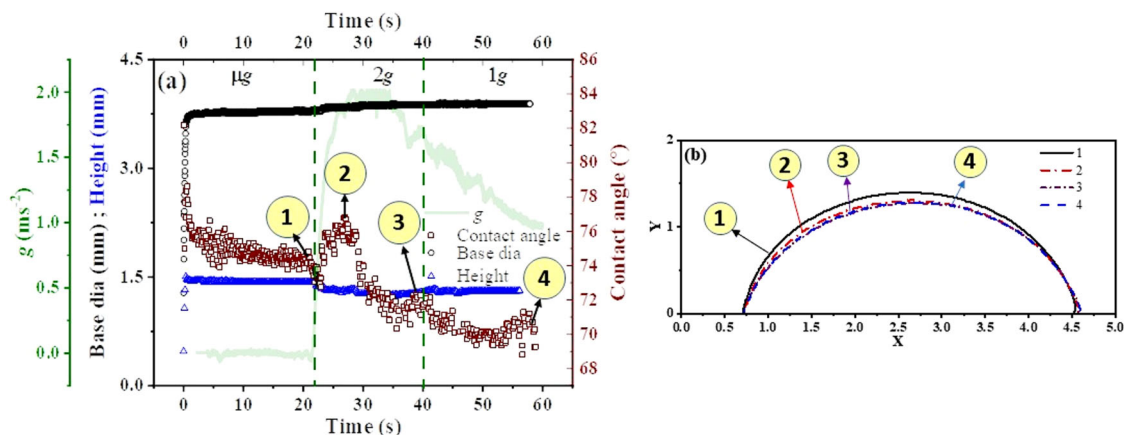 Time (s)
0 10 20 30 40 50 60
4.5
3.0
1.5
0.0
2.0
1.5
1.0
0.5
0.0
g (ms⁻²)
Base dia (mm) ; Height (mm)
(a)
μg
2g
1g
1
2
3
4
g
Contact angle
Base dia
Height
86
84
82
80
78
76
74
72
70
68
Contact angle (°)
0 10 20 30 40 50 60
Time (s)
(b)
2
1
0
Y
1
2
3
4
1
2
3
4
0.0 0.5 1.0 1.5 2.0 2.5 3.0 3.5 4.0 4.5 5.0
X